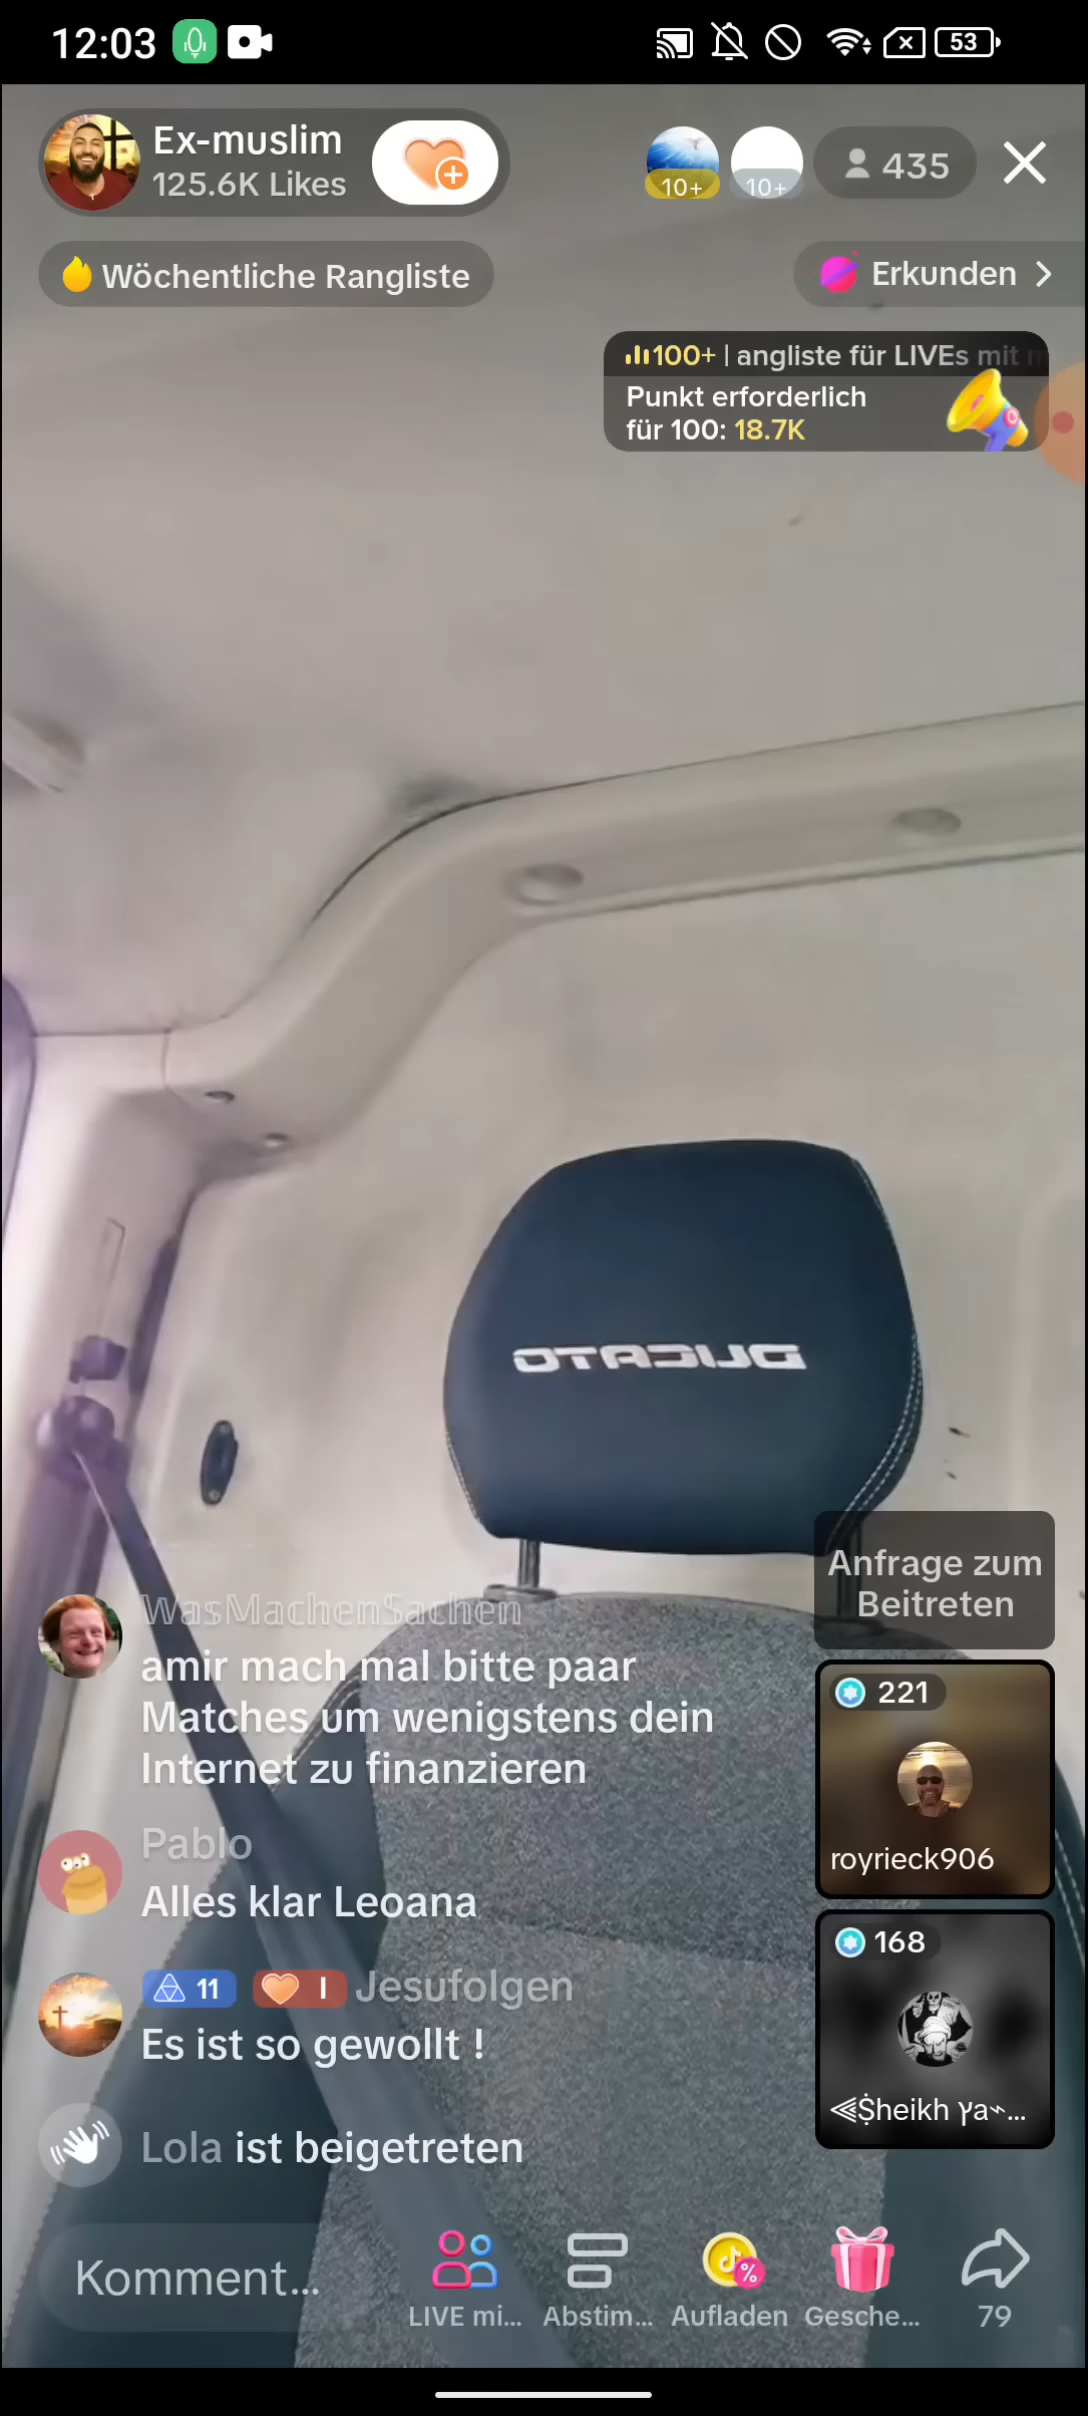 12:03
53
Ex-muslim
125.6K Likes
10+
10+
435
Wöchentliche Rangliste
Erkunden
100+ | angliste für LIVEs mit
Punkt erforderlich
für 100: 18.7K
DUCATO
Anfrage zum
Beitreten
WasMachenSachen
amir mach mal bitte paar
Matches um wenigstens dein
Internet zu finanzieren
221
royrieck906
Pablo
Alles klar Leoana
168
11 I Jesufolgen
Es ist so gewollt !
Lola ist beigetreten
Komment...
LIVE mi...
Abstim...
Aufladen
Gesche...
79